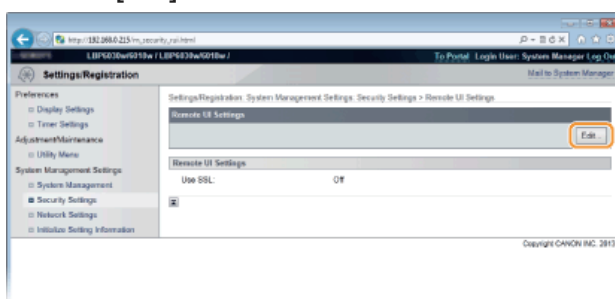 http://192.168.0.215/m_security_rui.html
LBP6030w/6018w / LBP6030w/6018w /
To Portal Login User: System Manager Log Out
Settings/Registration
Mail to System Manager
Preferences
Display Settings
Timer Settings
Adjustment/Maintenance
Utility Menu
System Management Settings
System Management
Security Settings
Network Settings
Initialize Setting Information
Settings/Registration: System Management Settings: Security Settings > Remote UI Settings
Remote UI Settings
Edit...
Remote UI Settings
Use SSL: Off
Copyright CANON INC. 2013